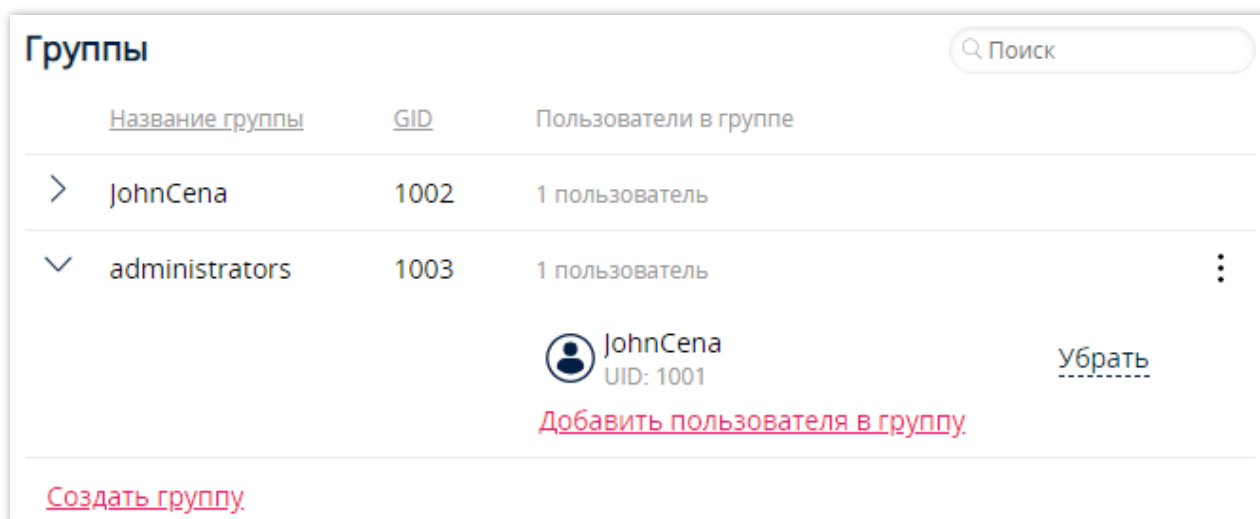 Группы
Поиск
Название группы GID Пользователи в группе
JohnCena 1002 1 пользователь
administrators 1003 1 пользователь
JohnCena
UID: 1001
Убрать
Добавить пользователя в группу
Создать группу